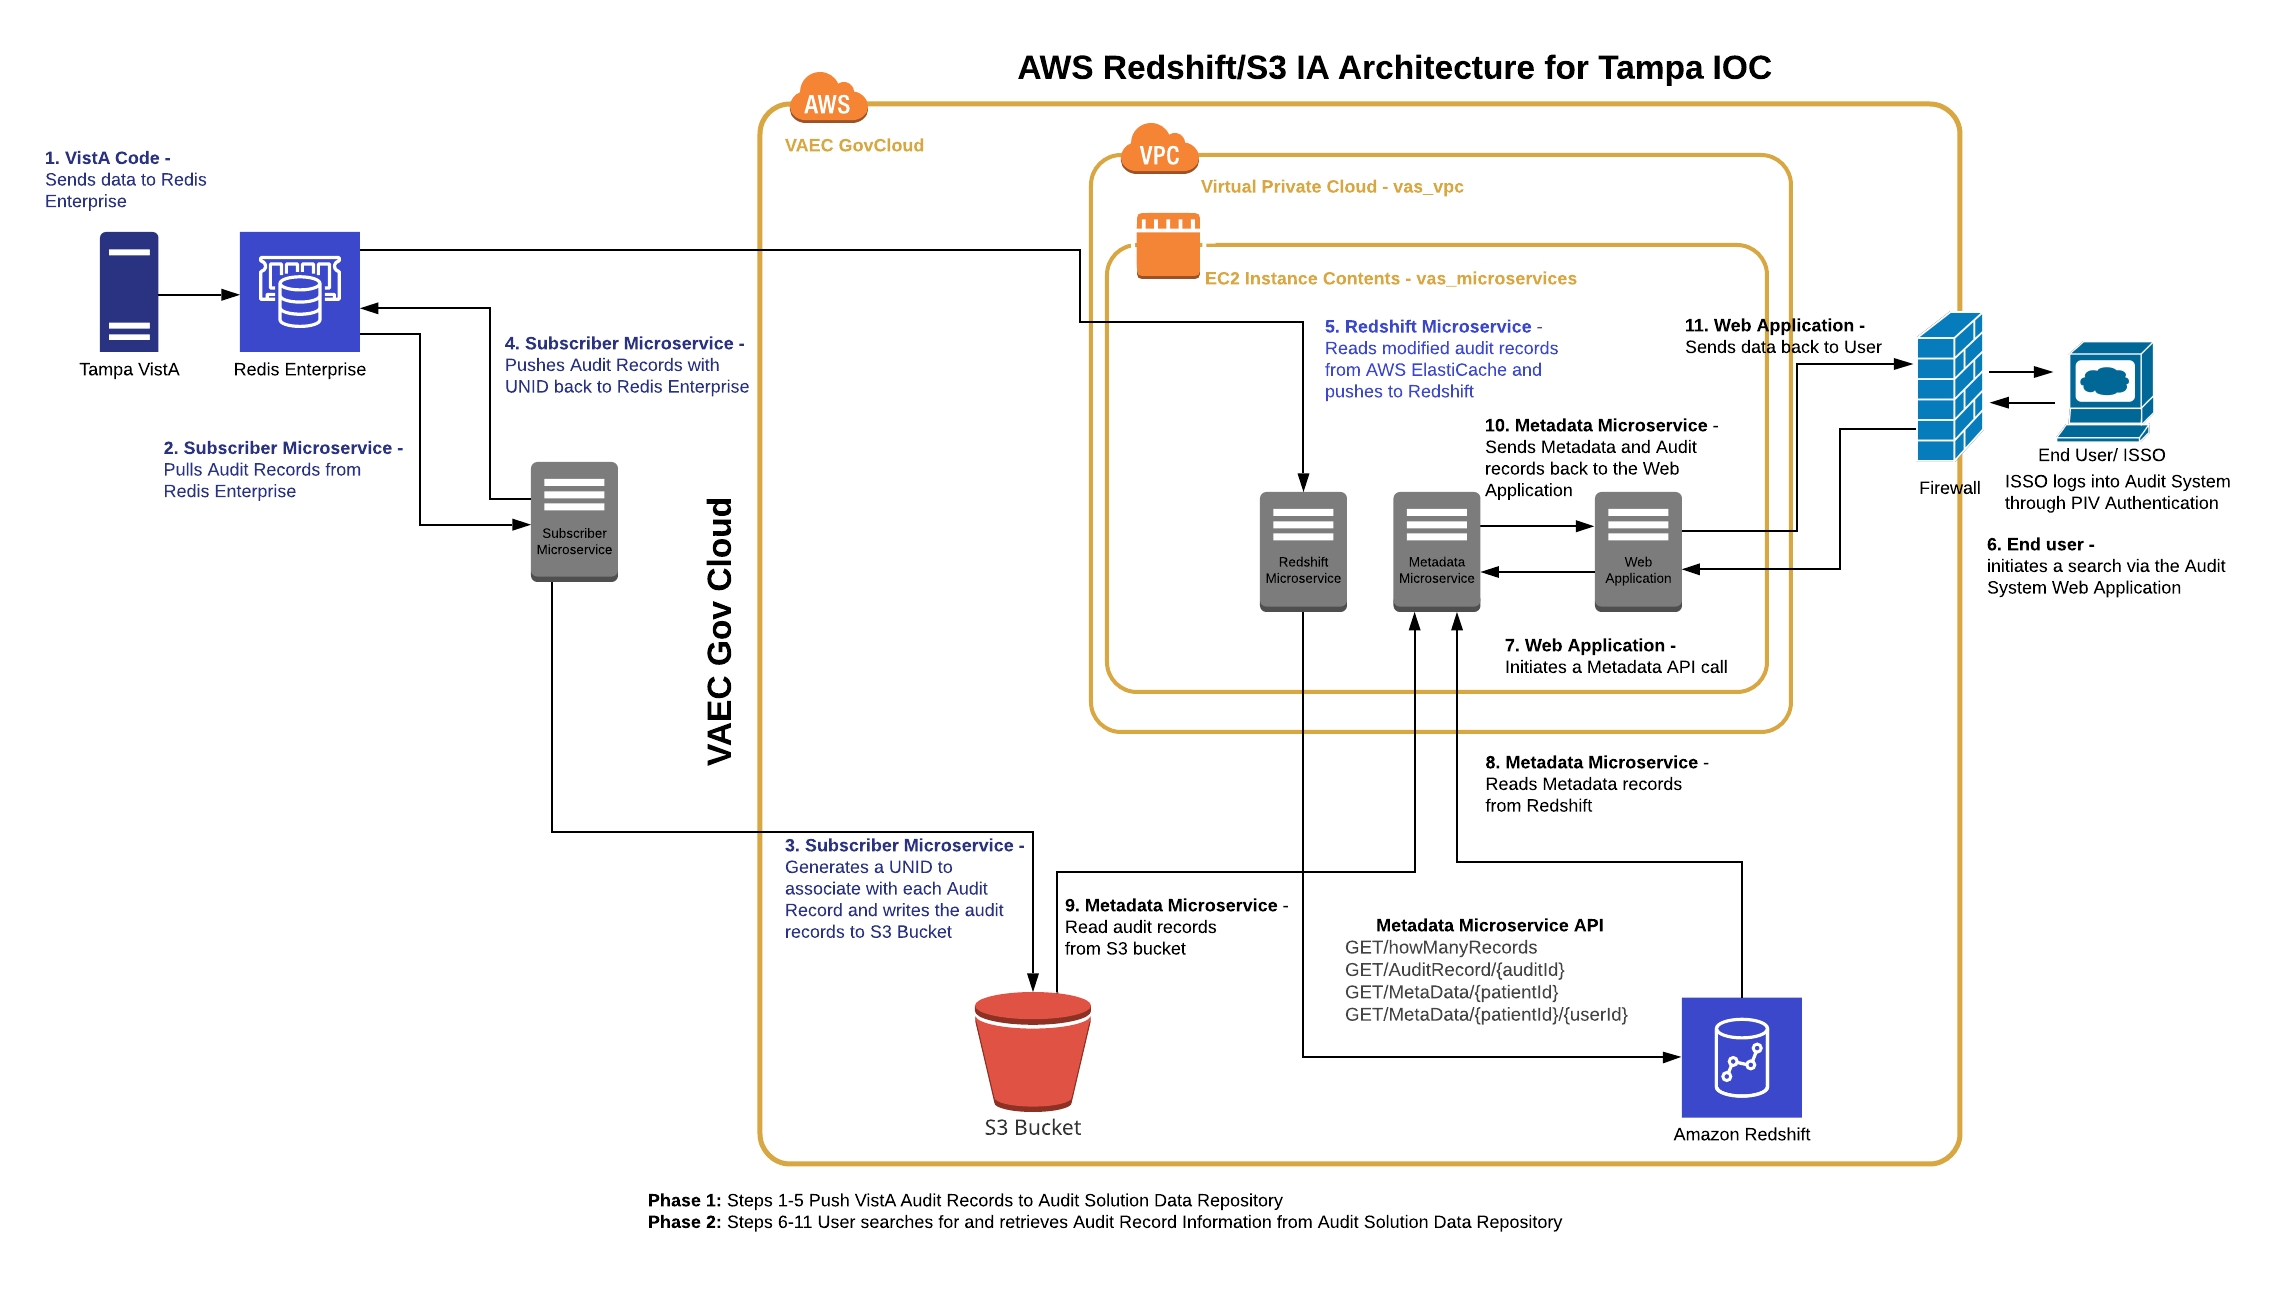 AWS Redshift/S3 IA Architecture for Tampa IOC
AWS
VAEC GovCloud
VPC
Virtual Private Cloud - vas_vpc
EC2 Instance Contents - vas_microservices
1. VistA Code -
Sends data to Redis
Enterprise
Tampa VistA
Redis Enterprise
4. Subscriber Microservice -
Pushes Audit Records with
UNID back to Redis Enterprise
2. Subscriber Microservice -
Pulls Audit Records from
Redis Enterprise
Subscriber
Microservice
VAEC Gov Cloud
5. Redshift Microservice -
Reads modified audit records
from AWS ElastiCache and
pushes to Redshift
11. Web Application -
Sends data back to User
10. Metadata Microservice -
Sends Metadata and Audit
records back to the Web
Application
Redshift
Microservice
Metadata
Microservice
Web
Application
7. Web Application -
Initiates a Metadata API call
Firewall
End User/ ISSO
ISSO logs into Audit System
through PIV Authentication
6. End user -
initiates a search via the Audit
System Web Application
8. Metadata Microservice -
Reads Metadata records
from Redshift
3. Subscriber Microservice -
Generates a UNID to
associate with each Audit
Record and writes the audit
records to S3 Bucket
9. Metadata Microservice -
Read audit records
from S3 bucket
Metadata Microservice API
GET/howManyRecords
GET/AuditRecord/{auditId}
GET/MetaData/{patientId}
GET/MetaData/{patientId}/{userId}
S3 Bucket
Amazon Redshift
Phase 1: Steps 1-5 Push VistA Audit Records to Audit Solution Data Repository
Phase 2: Steps 6-11 User searches for and retrieves Audit Record Information from Audit Solution Data Repository